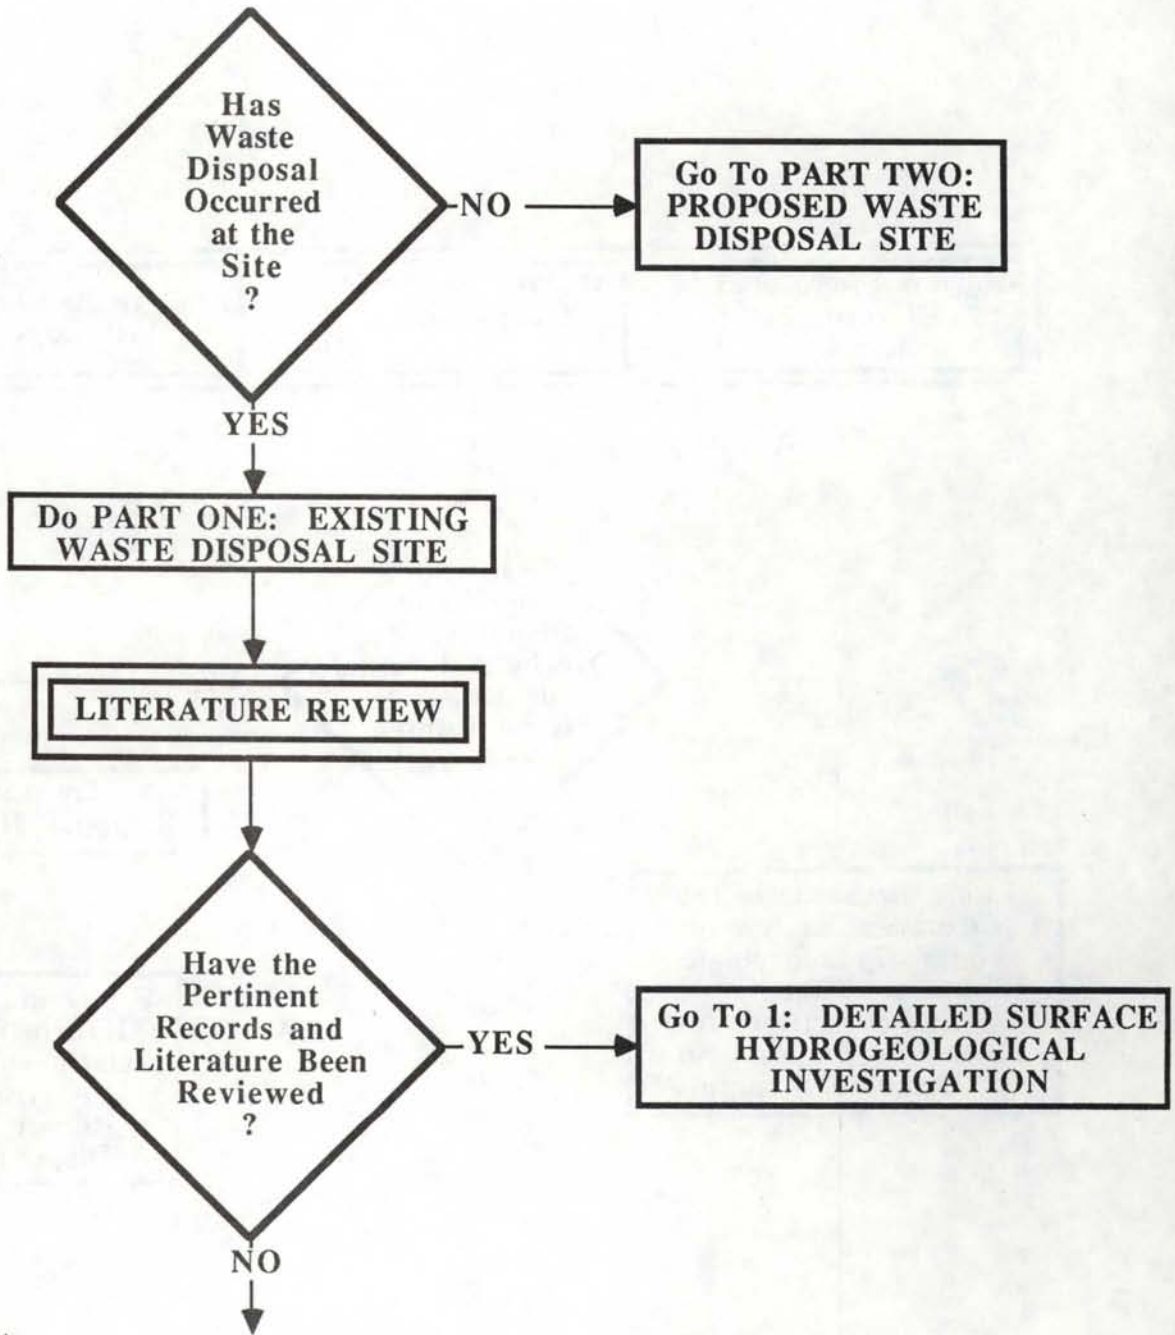 Has
Waste
Disposal
Occurred
at the
Site
?
NO
Go To PART TWO:
PROPOSED WASTE
DISPOSAL SITE
YES
Do PART ONE: EXISTING
WASTE DISPOSAL SITE
LITERATURE REVIEW
Have the
Pertinent
Records and
Literature Been
Reviewed
?
YES
Go To 1: DETAILED SURFACE
HYDROGEOLOGICAL
INVESTIGATION
NO